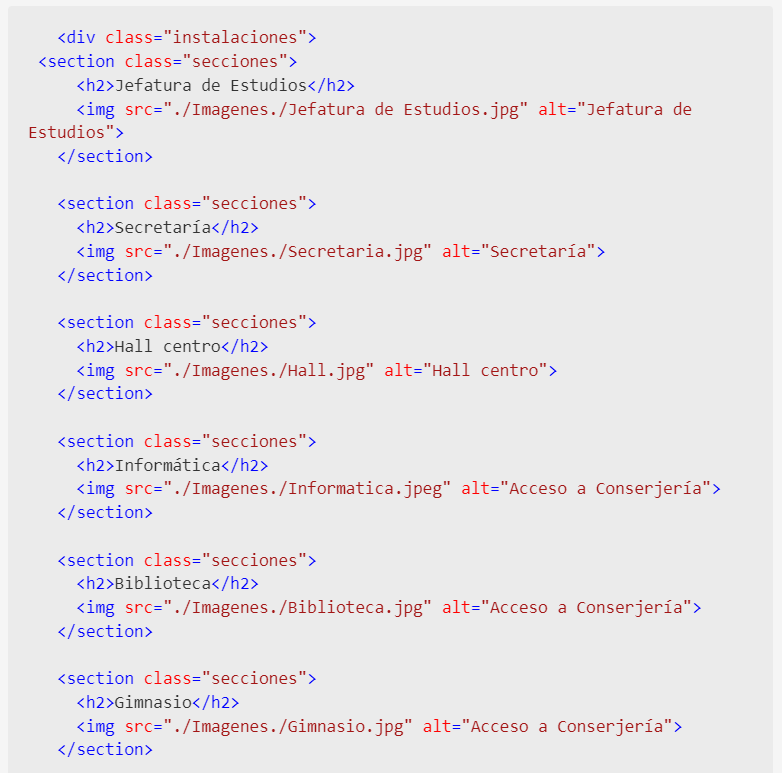 <div class="instalaciones">
<section class="secciones">
<h2>Jefatura de Estudios</h2>
<img src="./Imagenes./Jefatura de Estudios.jpg" alt="Jefatura de
Estudios">
</section>
<section class="secciones">
<h2>Secretaría</h2>
<img src="./Imagenes./Secretaria.jpg" alt="Secretaría">
</section>
<section class="secciones">
<h2>Hall centro</h2>
<img src="./Imagenes./Hall.jpg" alt="Hall centro">
</section>
<section class="secciones">
<h2>Informática</h2>
<img src="./Imagenes./Informatica.jpeg" alt="Acceso a Conserjería">
</section>
<section class="secciones">
<h2>Biblioteca</h2>
<img src="./Imagenes./Biblioteca.jpg" alt="Acceso a Conserjería">
</section>
<section class="secciones">
<h2>Gimnasio</h2>
<img src="./Imagenes./Gimnasio.jpg" alt="Acceso a Conserjería">
</section>